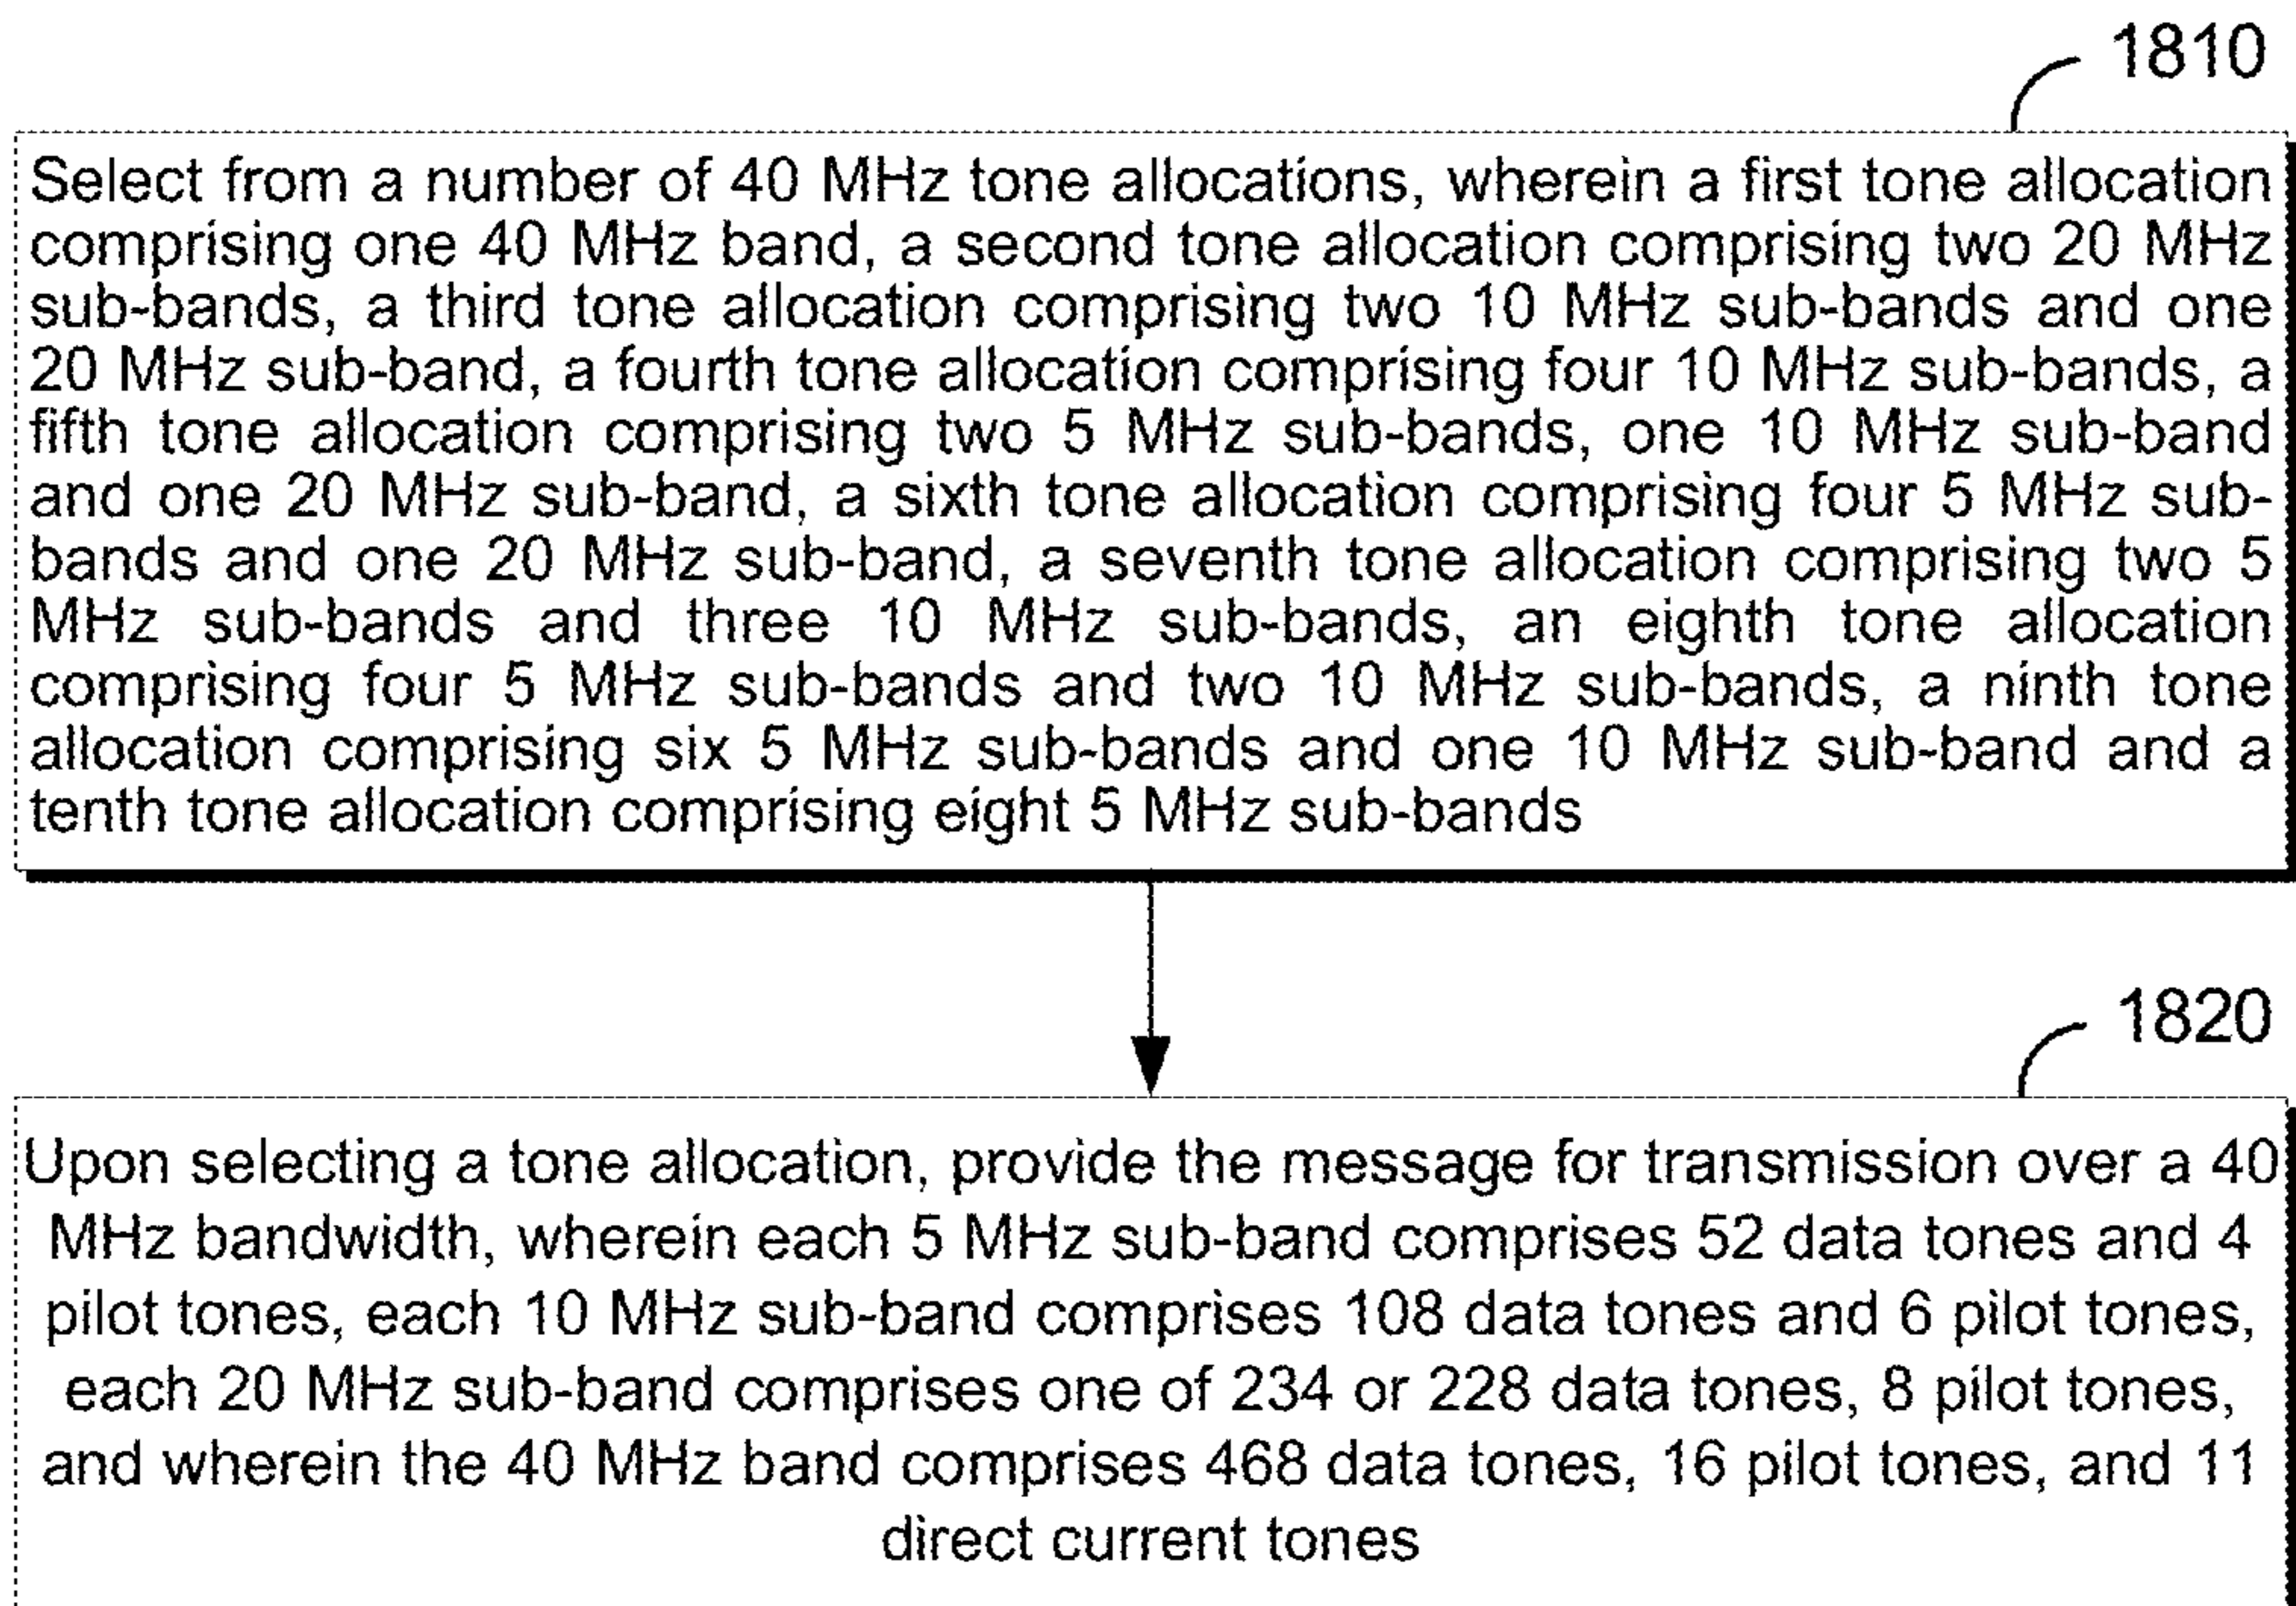 1810
Select from a number of 40 MHz tone allocations, wherein a first tone allocation
comprising one 40 MHz band, a second tone allocation comprising two 20 MHz
sub-bands, a third tone allocation comprising two 10 MHz sub-bands and one
20 MHz sub-band, a fourth tone allocation comprising four 10 MHz sub-bands, a
fifth tone allocation comprising two 5 MHz sub-bands, one 10 MHz sub-band
and one 20 MHz sub-band, a sixth tone allocation comprising four 5 MHz sub-
bands and one 20 MHz sub-band, a seventh tone allocation comprising two 5
MHz sub-bands and three 10 MHz sub-bands, an eighth tone allocation
comprising four 5 MHz sub-bands and two 10 MHz sub-bands, a ninth tone
allocation comprising six 5 MHz sub-bands and one 10 MHz sub-band and a
tenth tone allocation comprising eight 5 MHz sub-bands
1820
Upon selecting a tone allocation, provide the message for transmission over a 40
MHz bandwidth, wherein each 5 MHz sub-band comprises 52 data tones and 4
pilot tones, each 10 MHz sub-band comprises 108 data tones and 6 pilot tones,
each 20 MHz sub-band comprises one of 234 or 228 data tones, 8 pilot tones,
and wherein the 40 MHz band comprises 468 data tones, 16 pilot tones, and 11
direct current tones